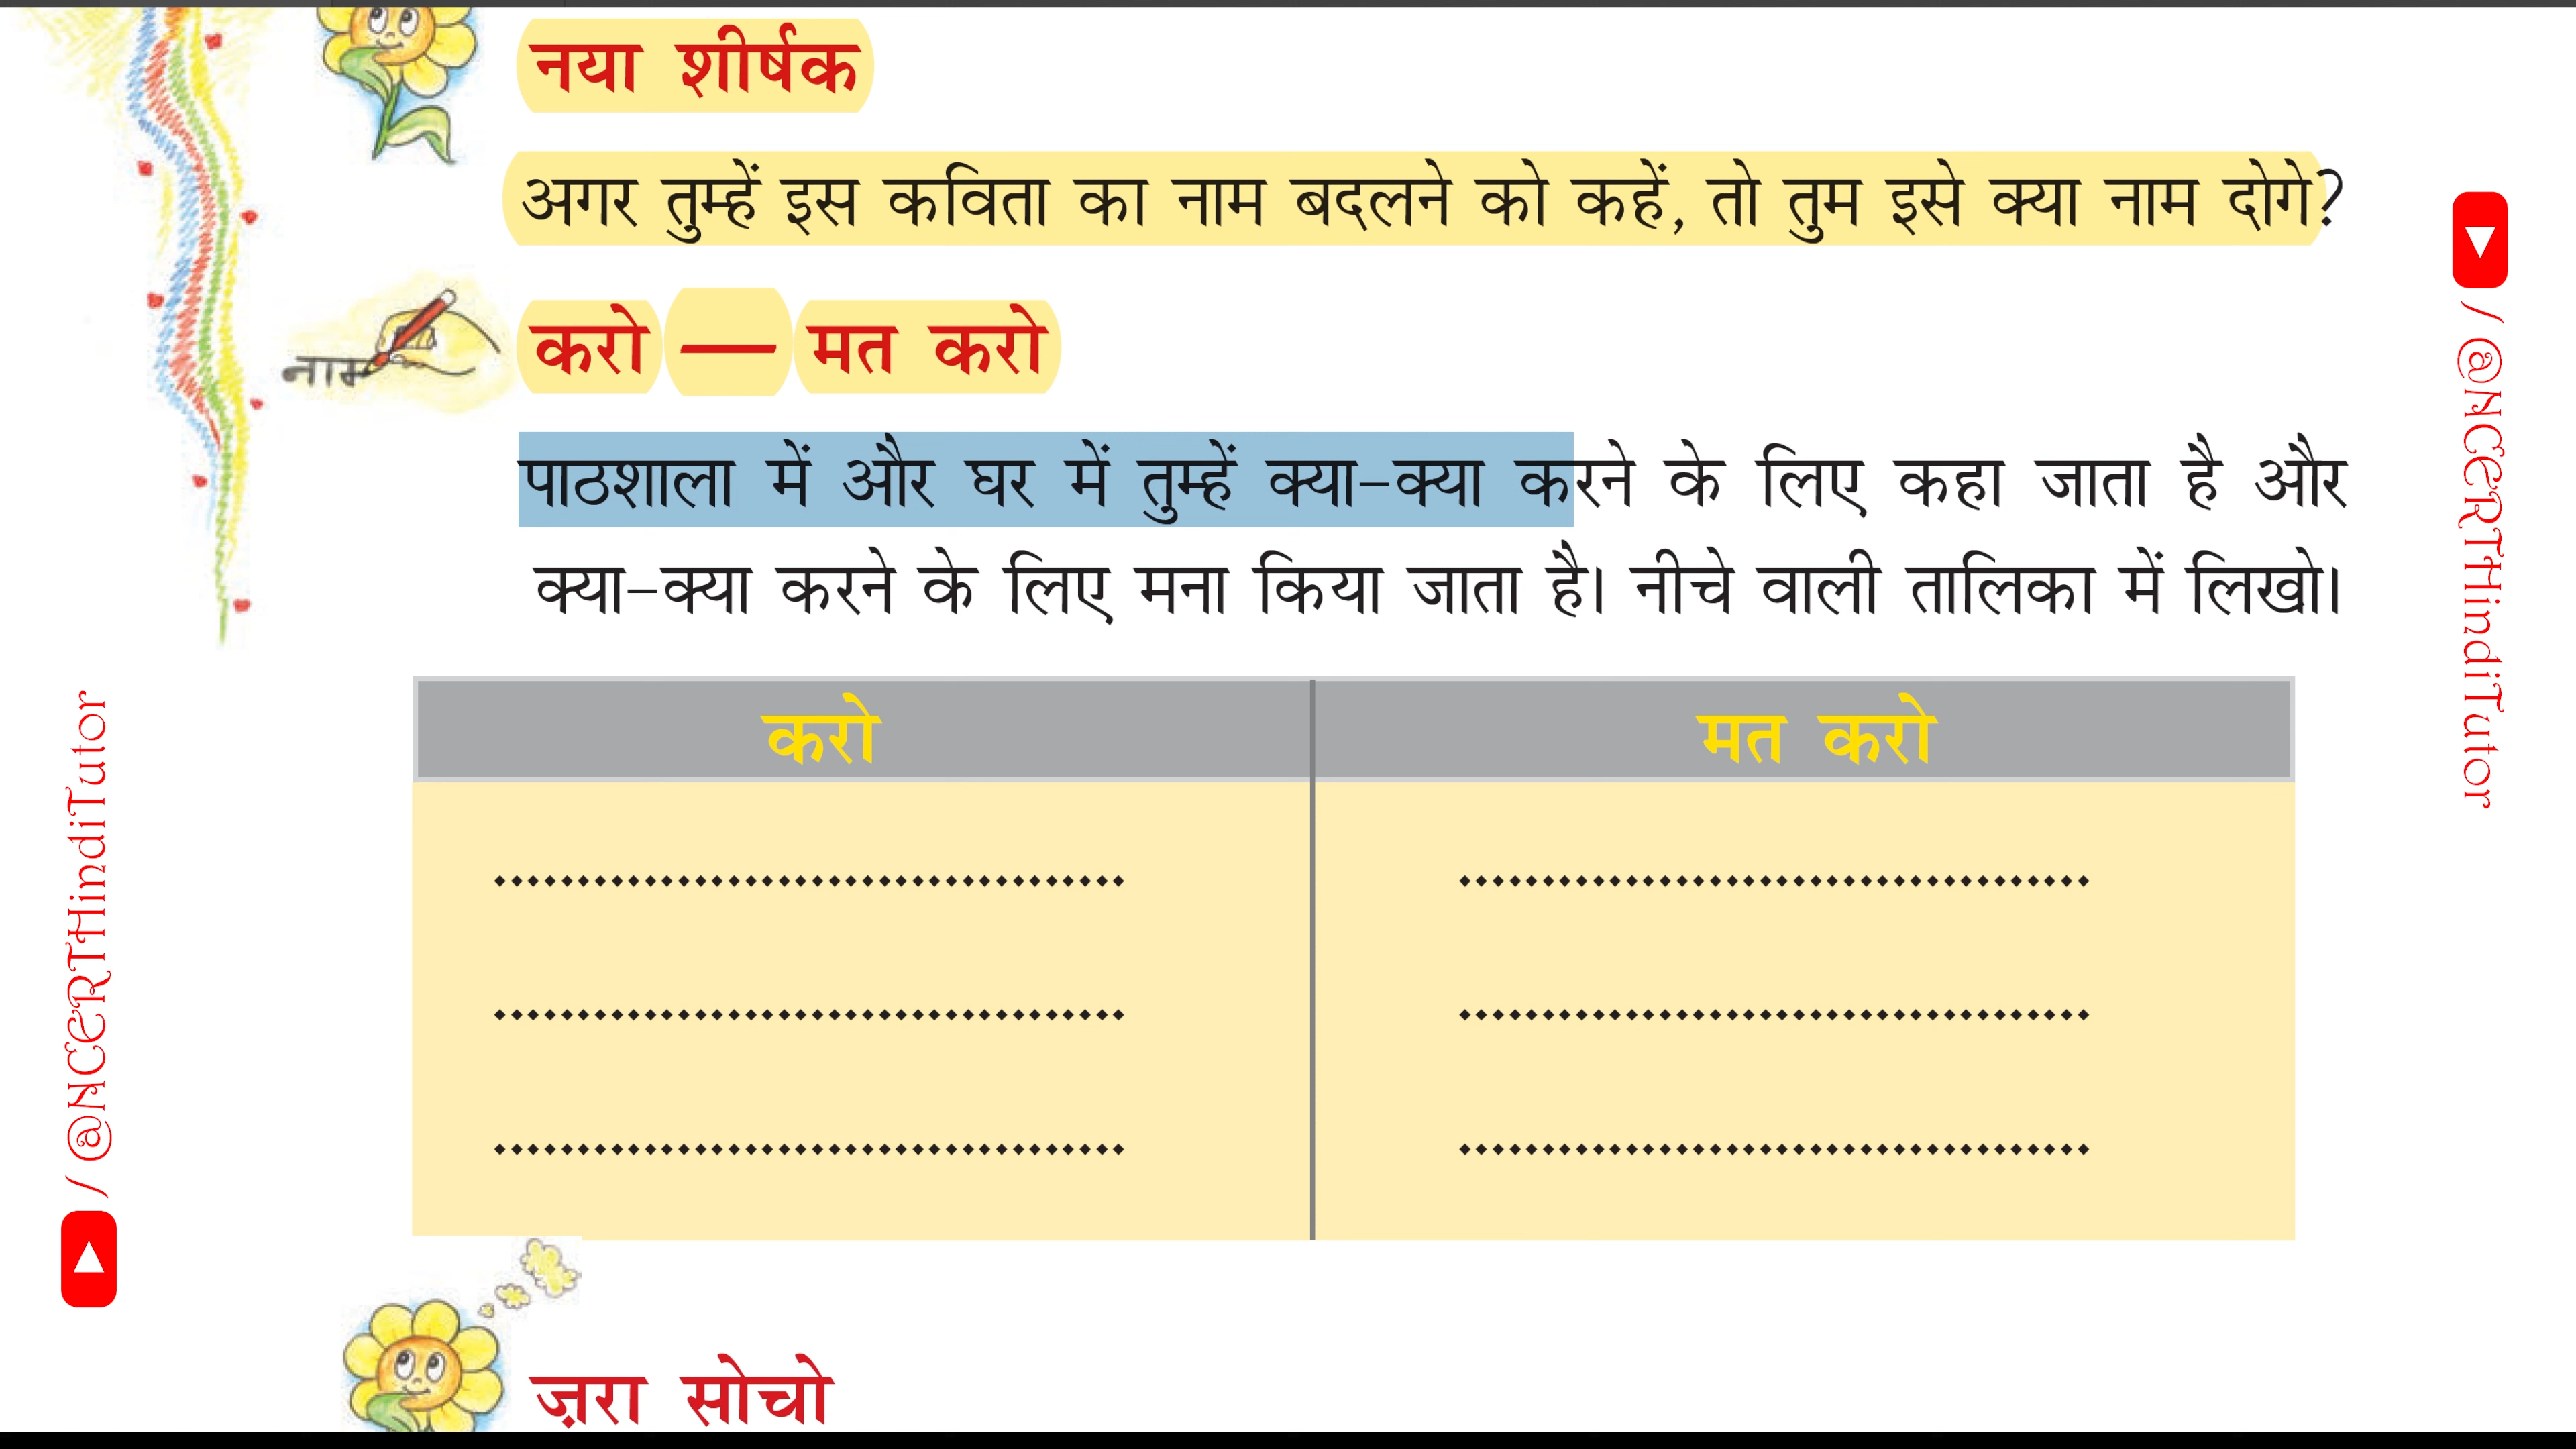 नया शीर्षक
अगर तुम्हें इस कविता का नाम बदलने को कहें, तो तुम इसे क्या नाम दोगे?
नाम
करो — मत करो
पाठशाला में और घर में तुम्हें क्या-क्या करने के लिए कहा जाता है और
क्या-क्या करने के लिए मना किया जाता है। नीचे वाली तालिका में लिखो।
करो
मत करो
ज़रा सोचो
/ @NCERTHindiTutor
/ @NCERTHindiTutor